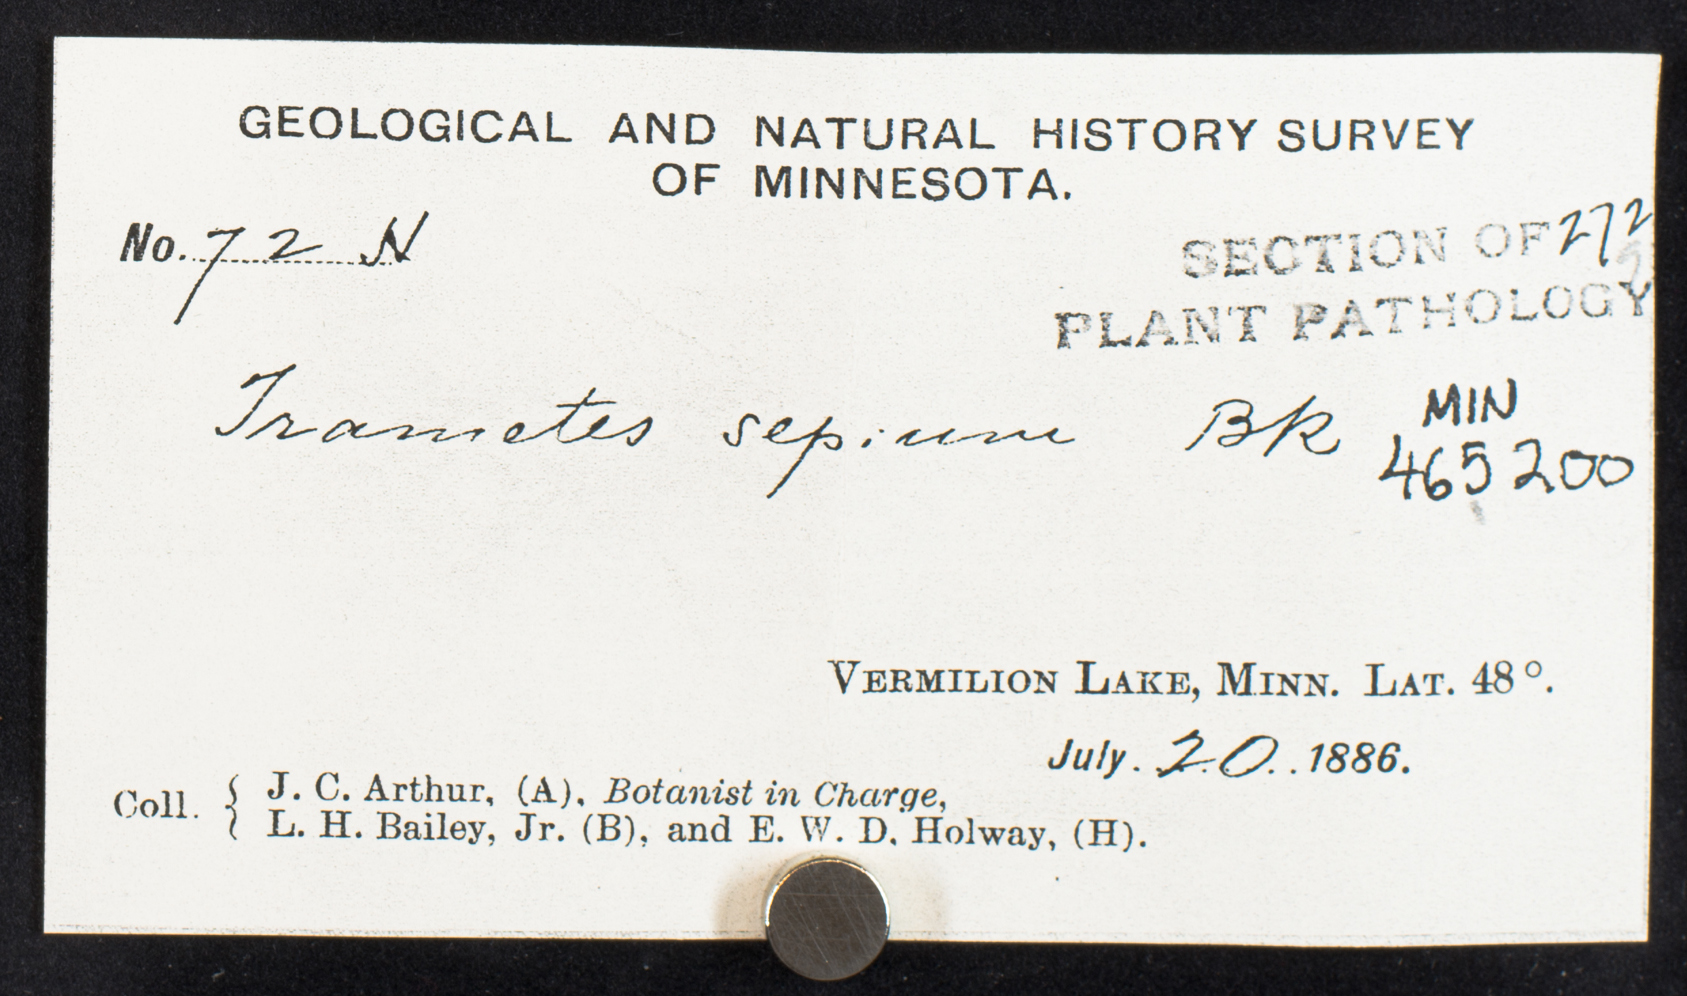 GEOLOGICAL AND NATURAL HISTORY SURVEY
OF MINNESOTA.
No. 72 N
SECTION OF 272
PLANT PATHOLOGY
Trametes sepium Bk
MIN
465200
VERMILION LAKE, MINN. LAT. 48°.
July. 20. . 1886.
Coll. { J. C. Arthur, (A), Botanist in Charge,
L. H. Bailey, Jr. (B), and E. W. D. Holway, (H).